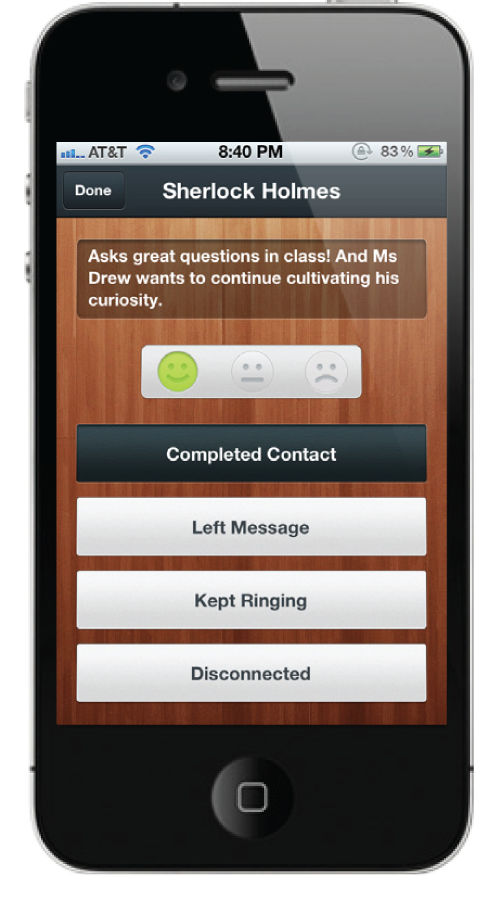 AT&T 8:40 PM 83%
Done Sherlock Holmes
Asks great questions in class! And Ms
Drew wants to continue cultivating his
curiosity.
Completed Contact
Left Message
Kept Ringing
Disconnected